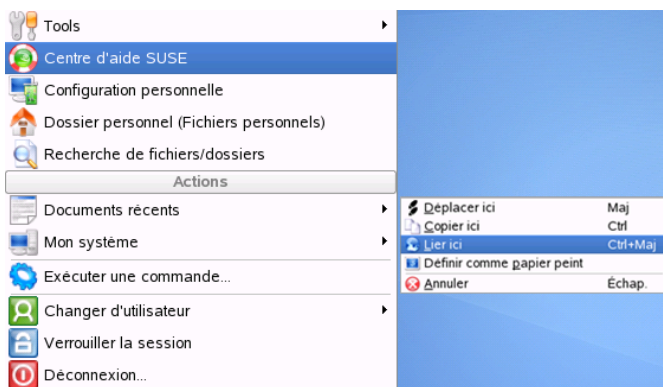 Tools
Centre d'aide SUSE
Configuration personnelle
Dossier personnel (Fichiers personnels)
Recherche de fichiers/dossiers
Actions
Documents récents
Mon système
Exécuter une commande...
Changer d'utilisateur
Verrouiller la session
Déconnexion...
Déplacer ici Maj
Copier ici Ctrl
Lier ici Ctrl+Maj
Définir comme papier peint
Annuler Échap.